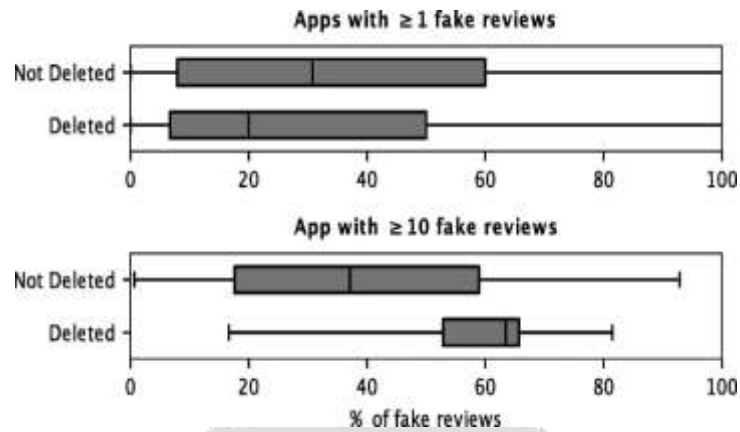 Apps with ≥1 fake reviews
Not Deleted
Deleted
0 20 40 60 80 100
App with ≥10 fake reviews
Not Deleted
Deleted
0 20 40 60 80 100
% of fake reviews